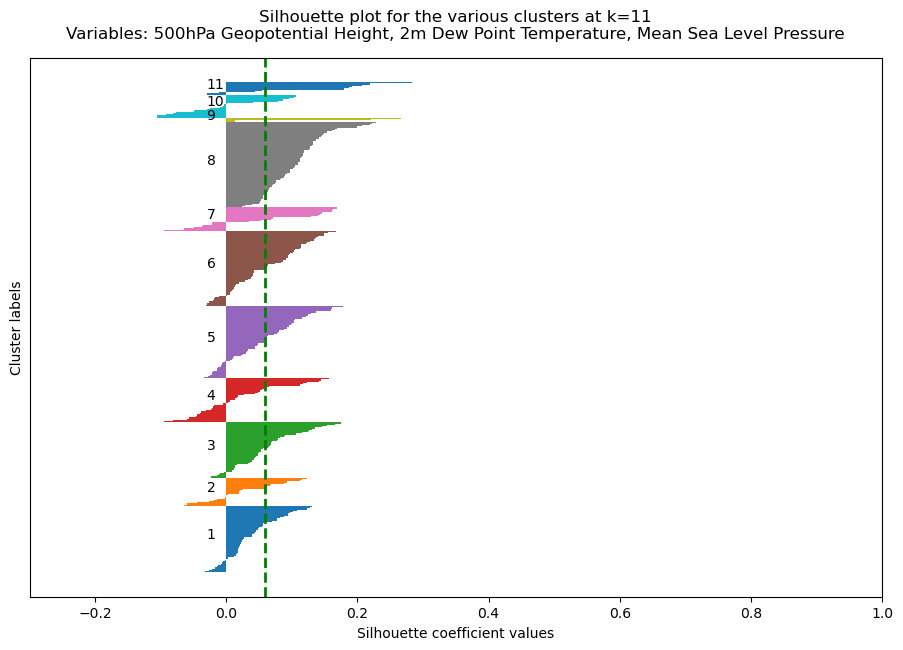 Silhouette plot for the various clusters at k=11
Variables: 500hPa Geopotential Height, 2m Dew Point Temperature, Mean Sea Level Pressure
Cluster labels
11
10
9
8
7
6
5
4
3
2
1
−0.2 0.0 0.2 0.4 0.6 0.8 1.0
Silhouette coefficient values